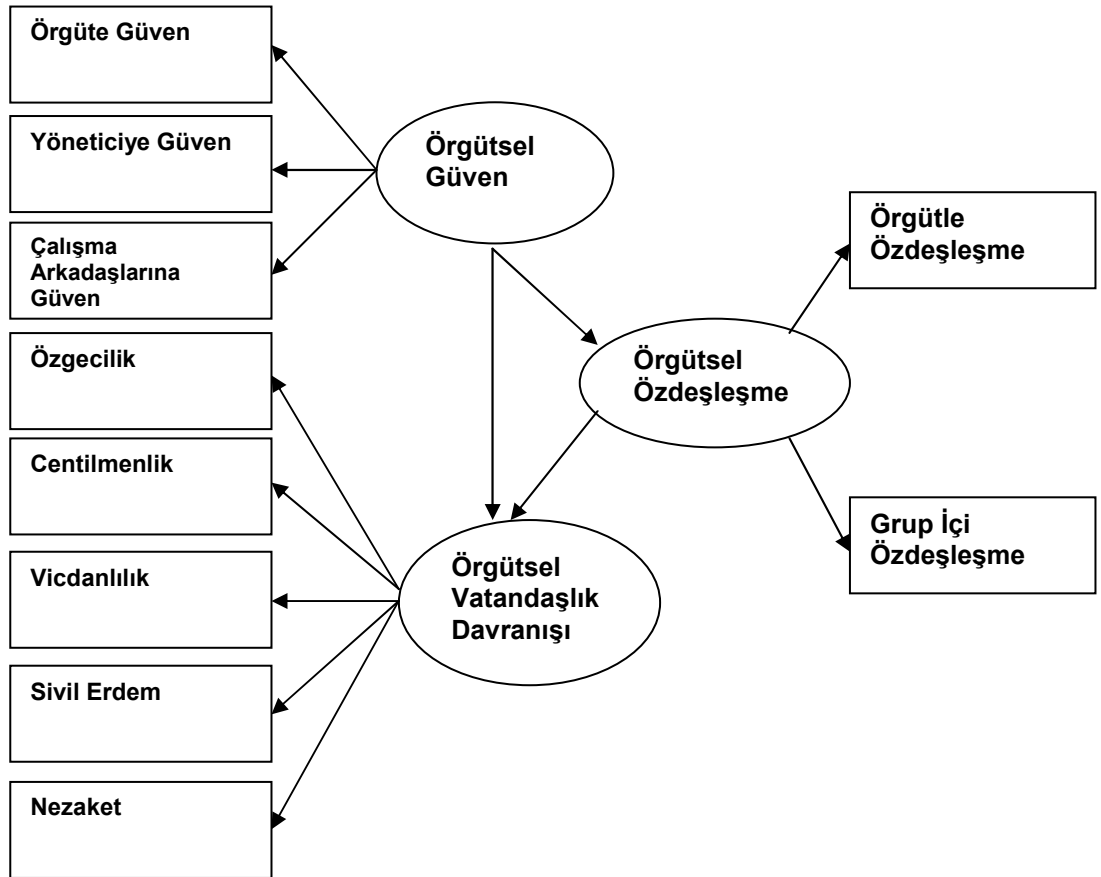 Örgüte Güven
Yöneticiye Güven
Çalışma
Arkadaşlarına
Güven
Özgecilik
Centilmenlik
Vicdanlılık
Sivil Erdem
Nezaket
Örgütsel
Güven
Örgütsel
Özdeşleşme
Örgütsel
Vatandaşlık
Davranışı
Örgütle
Özdeşleşme
Grup İçi
Özdeşleşme